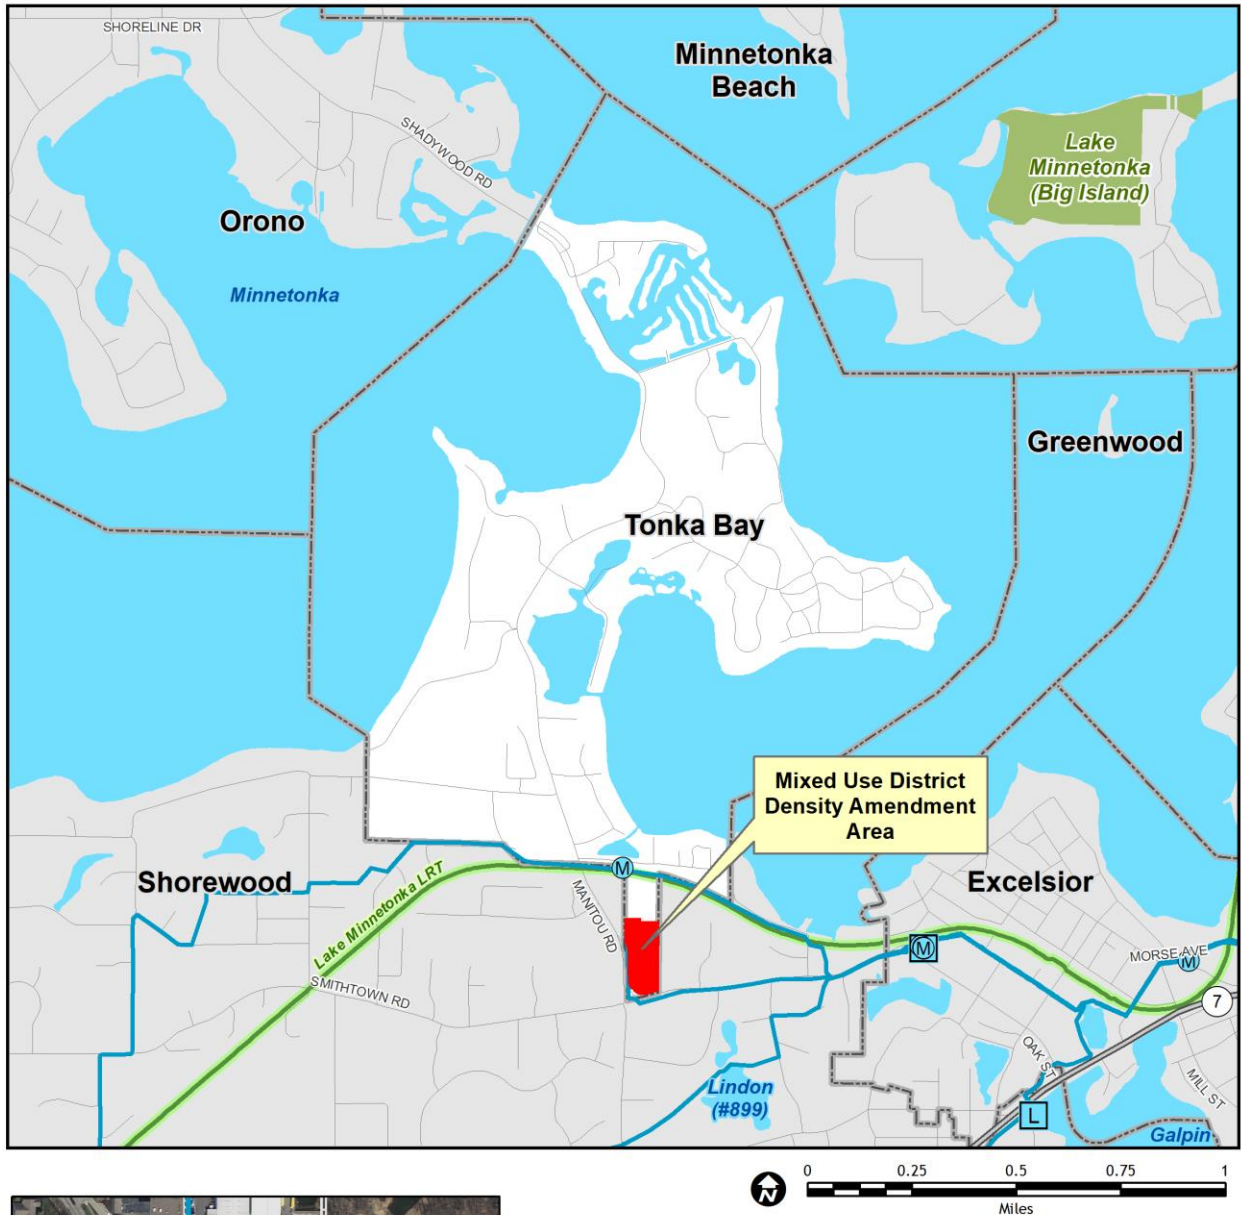 SHORELINE DR
Minnetonka
Beach
SHADYWOOD RD
Lake
Minnetonka
(Big Island)
Orono
Minnetonka
Greenwood
Tonka Bay
Mixed Use District
Density Amendment
Area
Shorewood
Lake Minnetonka LRT
M
MANITOU RD
Excelsior
M
MORSE AVE
M
SMITHTOWN RD
7
OAK ST
MILL ST
Lindon
(#899)
L
Galpin
N
0 0.25 0.5 0.75 1
Miles